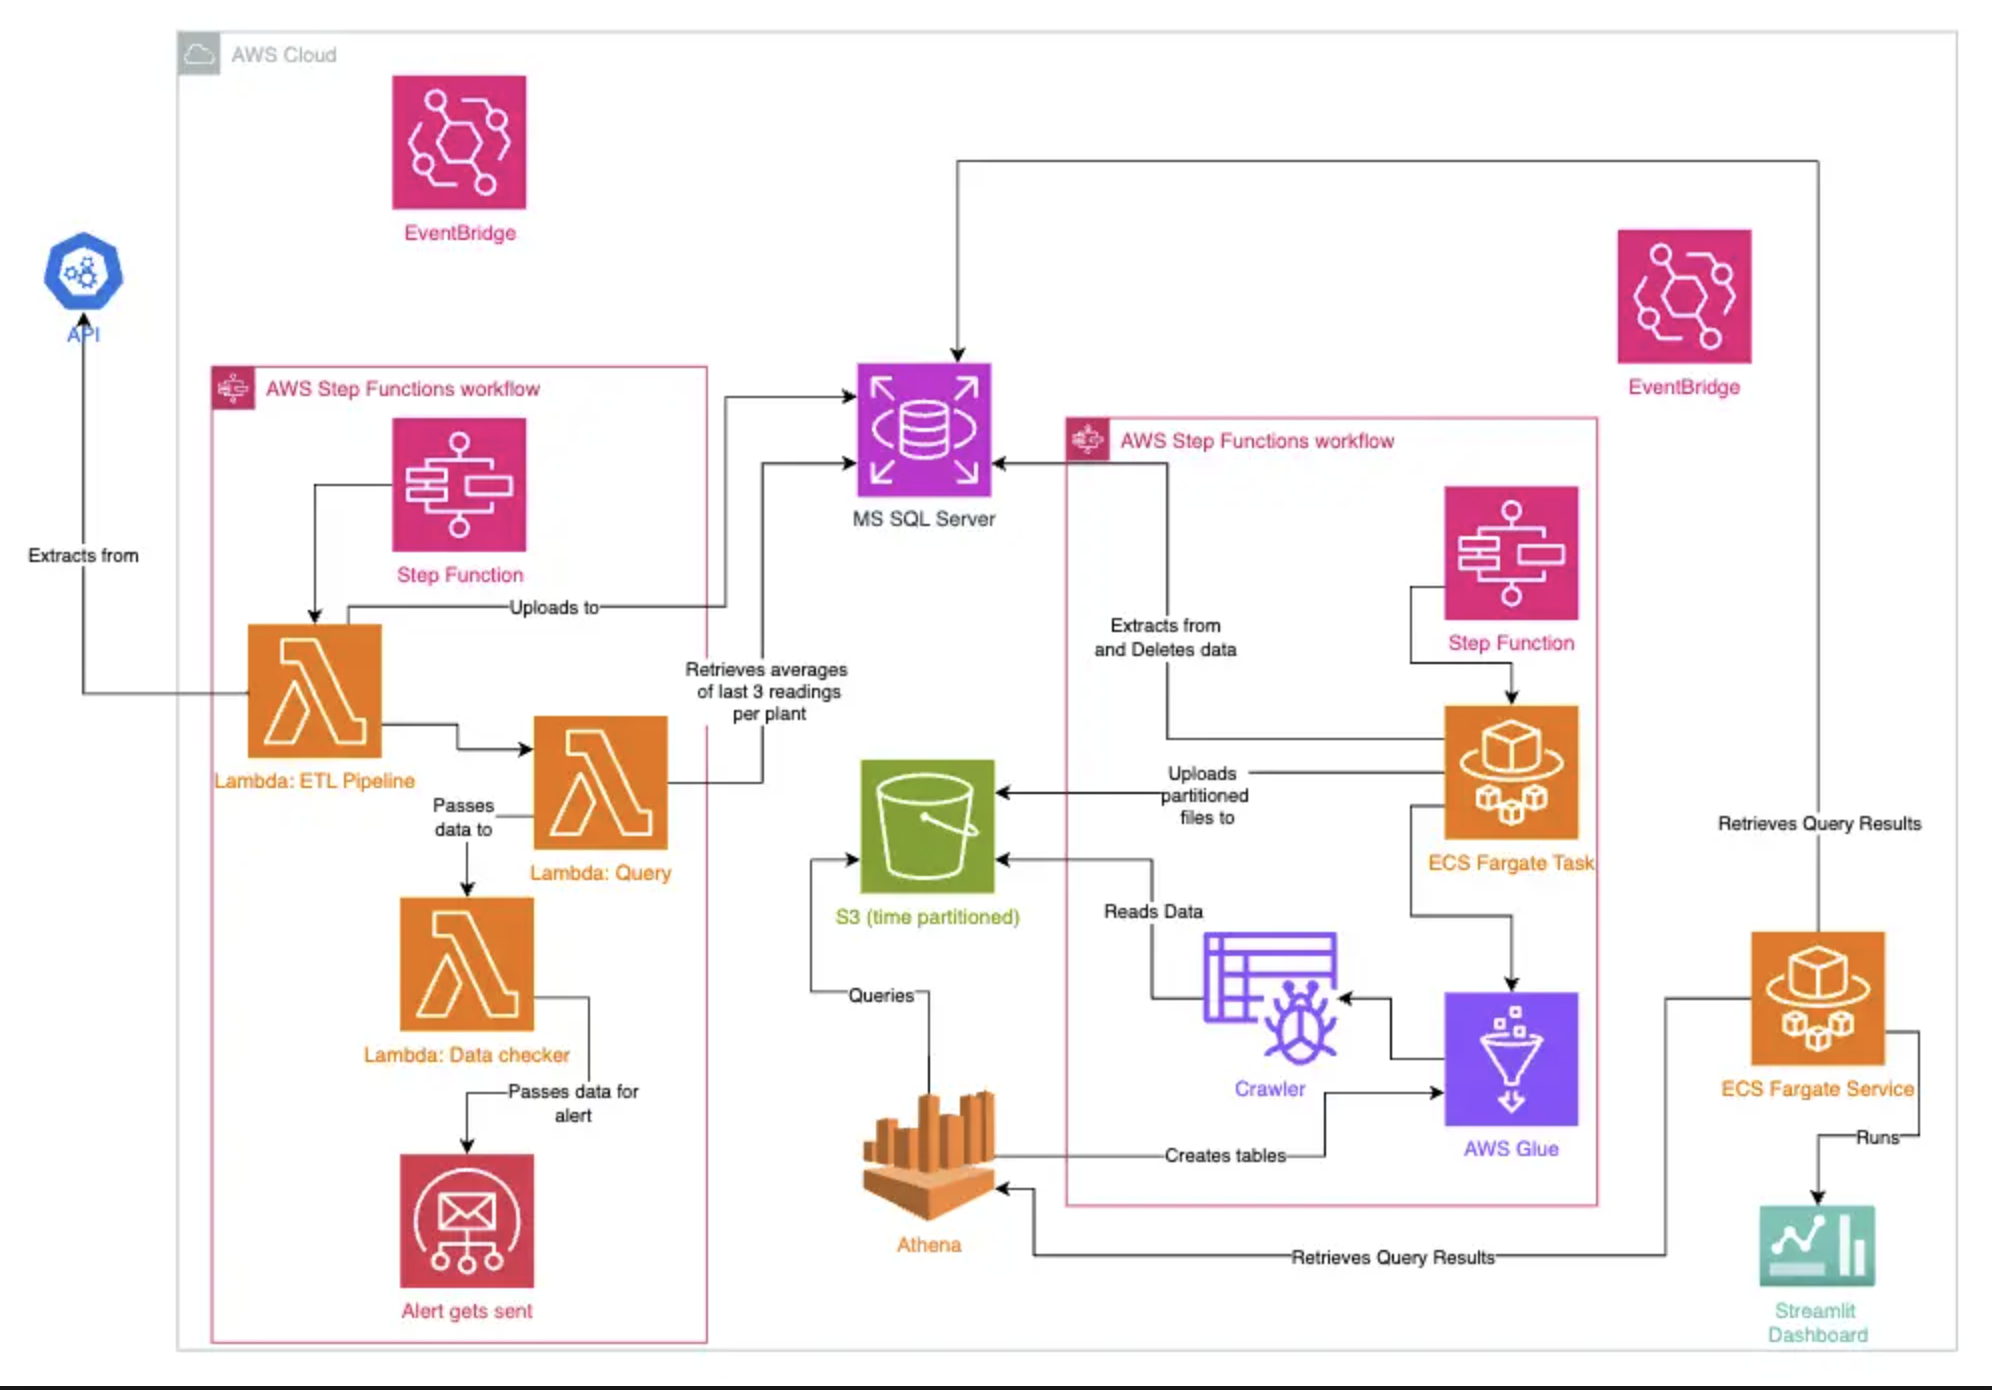 AWS Cloud
EventBridge
API
EventBridge
AWS Step Functions workflow
Step Function
Extracts from
Uploads to
MS SQL Server
AWS Step Functions workflow
Step Function
Extracts from
and Deletes data
Retrieves averages
of last 3 readings
per plant
Lambda: ETL Pipeline
Passes
data to
Lambda: Query
Uploads
partitioned
files to
ECS Fargate Task
Retrieves Query Results
S3 (time partitioned)
Reads Data
Queries
Lambda: Data checker
Passes data for
alert
Crawler
Creates tables
AWS Glue
ECS Fargate Service
Runs
Athena
Retrieves Query Results
Alert gets sent
Streamlit
Dashboard